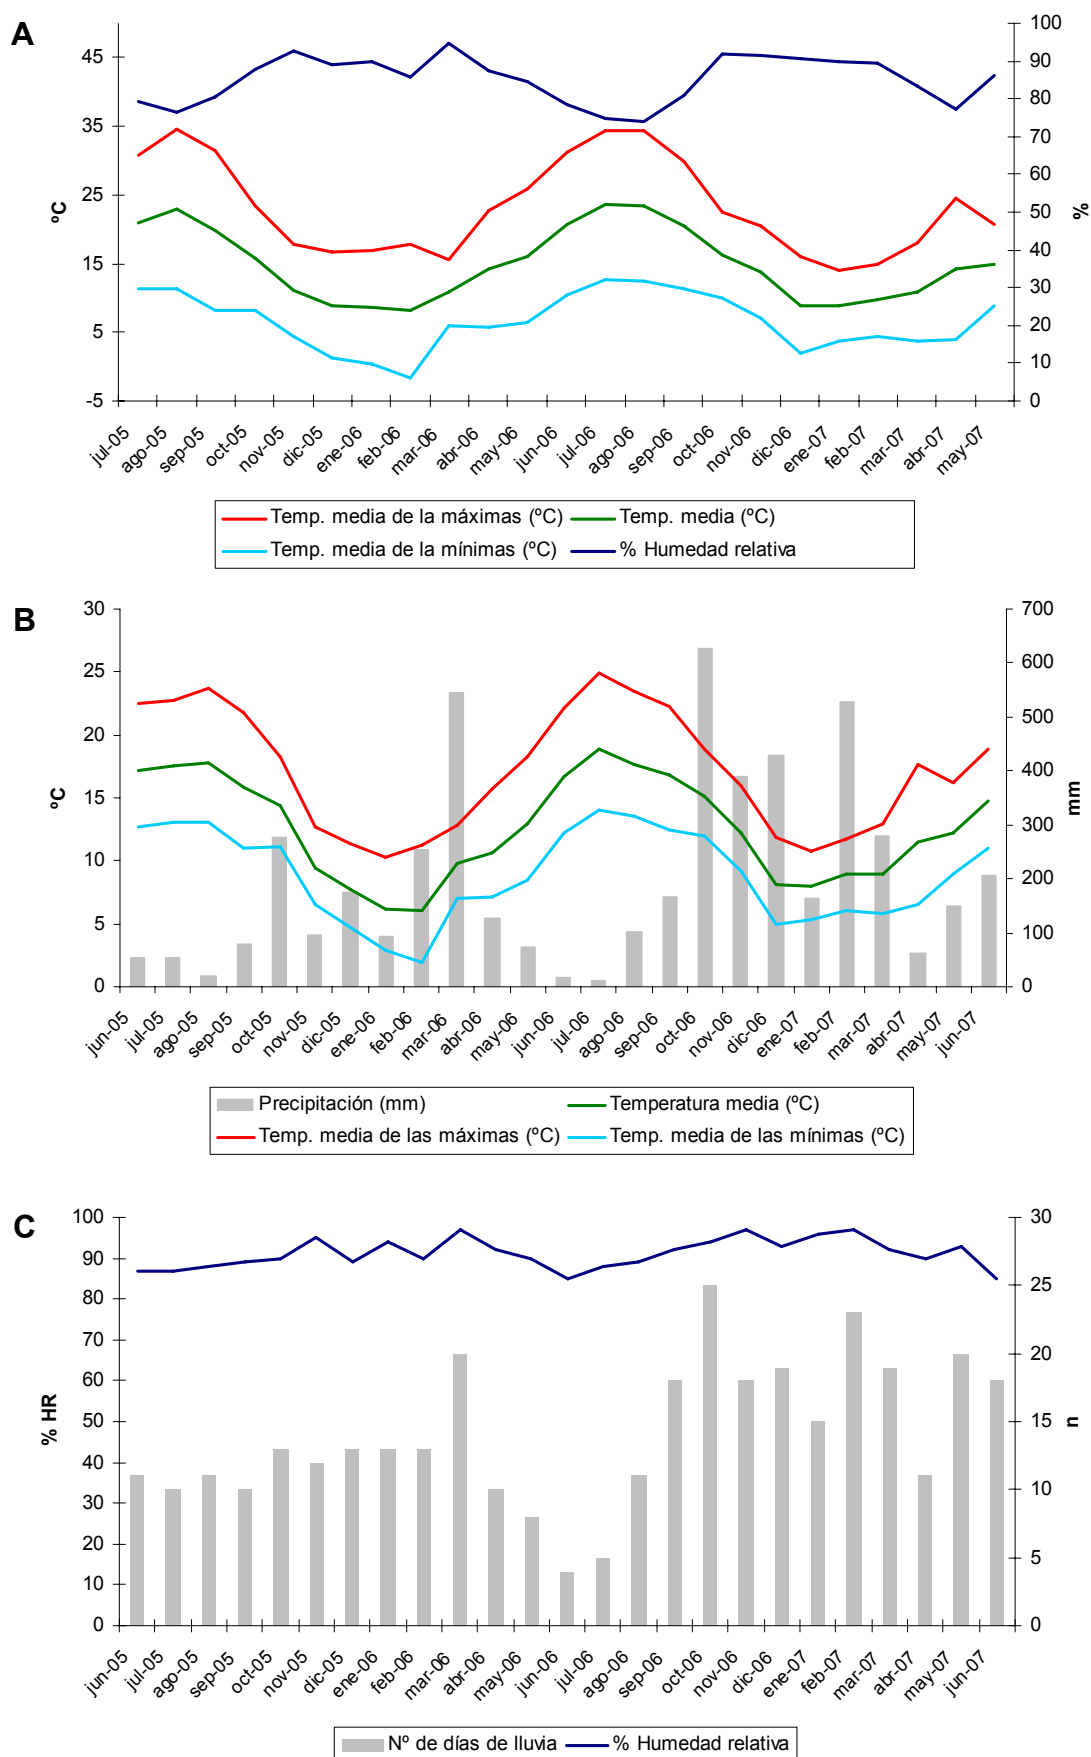 A
ºC
45
35
25
15
5
-5
100
90
80
70
60
50
40
30
20
10
0
%
jul-05
ago-05
sep-05
oct-05
nov-05
dic-05
ene-06
feb-06
mar-06
abr-06
may-06
jun-06
jul-06
ago-06
sep-06
oct-06
nov-06
dic-06
ene-07
feb-07
mar-07
abr-07
may-07
Temp. media de la máximas (ºC) Temp. media (ºC)
Temp. media de la mínimas (ºC) % Humedad relativa
B
ºC
30
25
20
15
10
5
0
700
600
500
400
300
200
100
0
mm
jun-05
jul-05
ago-05
sep-05
oct-05
nov-05
dic-05
ene-06
feb-06
mar-06
abr-06
may-06
jun-06
jul-06
ago-06
sep-06
oct-06
nov-06
dic-06
ene-07
feb-07
mar-07
abr-07
may-07
jun-07
Precipitación (mm) Temperatura media (ºC)
Temp. media de las máximas (ºC) Temp. media de las mínimas (ºC)
C
% HR
100
90
80
70
60
50
40
30
20
10
0
30
25
20
15
10
5
0
n
jun-05
jul-05
ago-05
sep-05
oct-05
nov-05
dic-05
ene-06
feb-06
mar-06
abr-06
may-06
jun-06
jul-06
ago-06
sep-06
oct-06
nov-06
dic-06
ene-07
feb-07
mar-07
abr-07
may-07
jun-07
Nº de días de lluvia % Humedad relativa